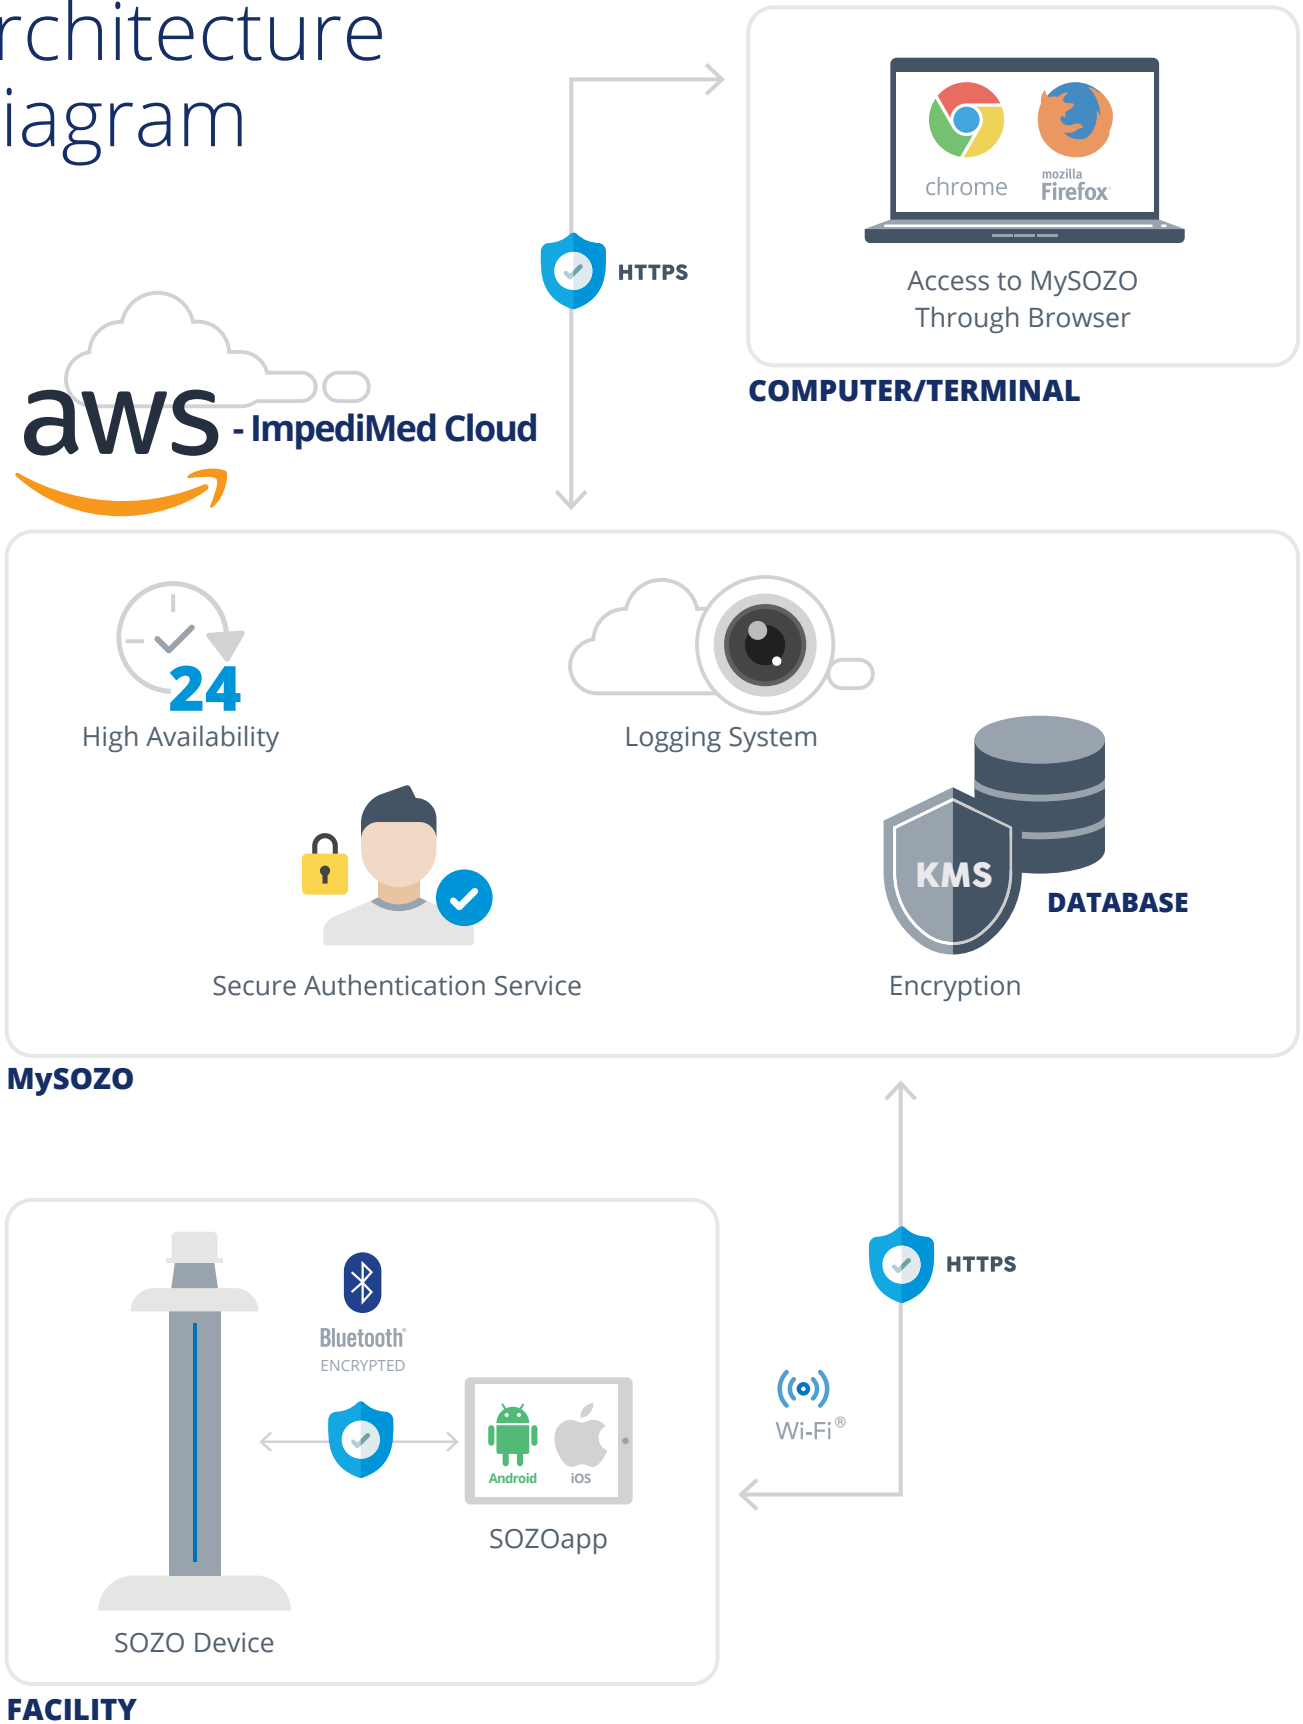 rchitecture
iagram
chrome
mozilla
Firefox
HTTPS
Access to MySOZO
Through Browser
COMPUTER/TERMINAL
aws - ImpediMed Cloud
24
High Availability
Logging System
KMS
DATABASE
Secure Authentication Service
Encryption
MySOZO
HTTPS
Bluetooth®
ENCRYPTED
Wi-Fi®
Android
iOS
SOZOapp
SOZO Device
FACILITY